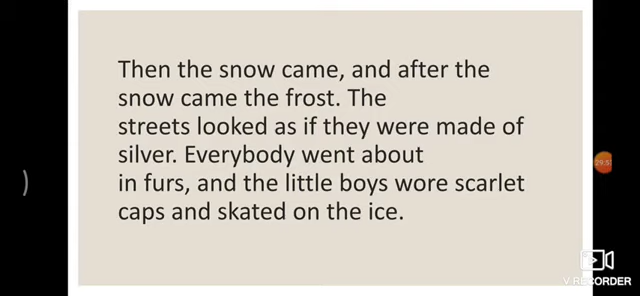 Then the snow came, and after the
snow came the frost. The
streets looked as if they were made of
silver. Everybody went about
in furs, and the little boys wore scarlet
caps and skated on the ice.
V RECORDER